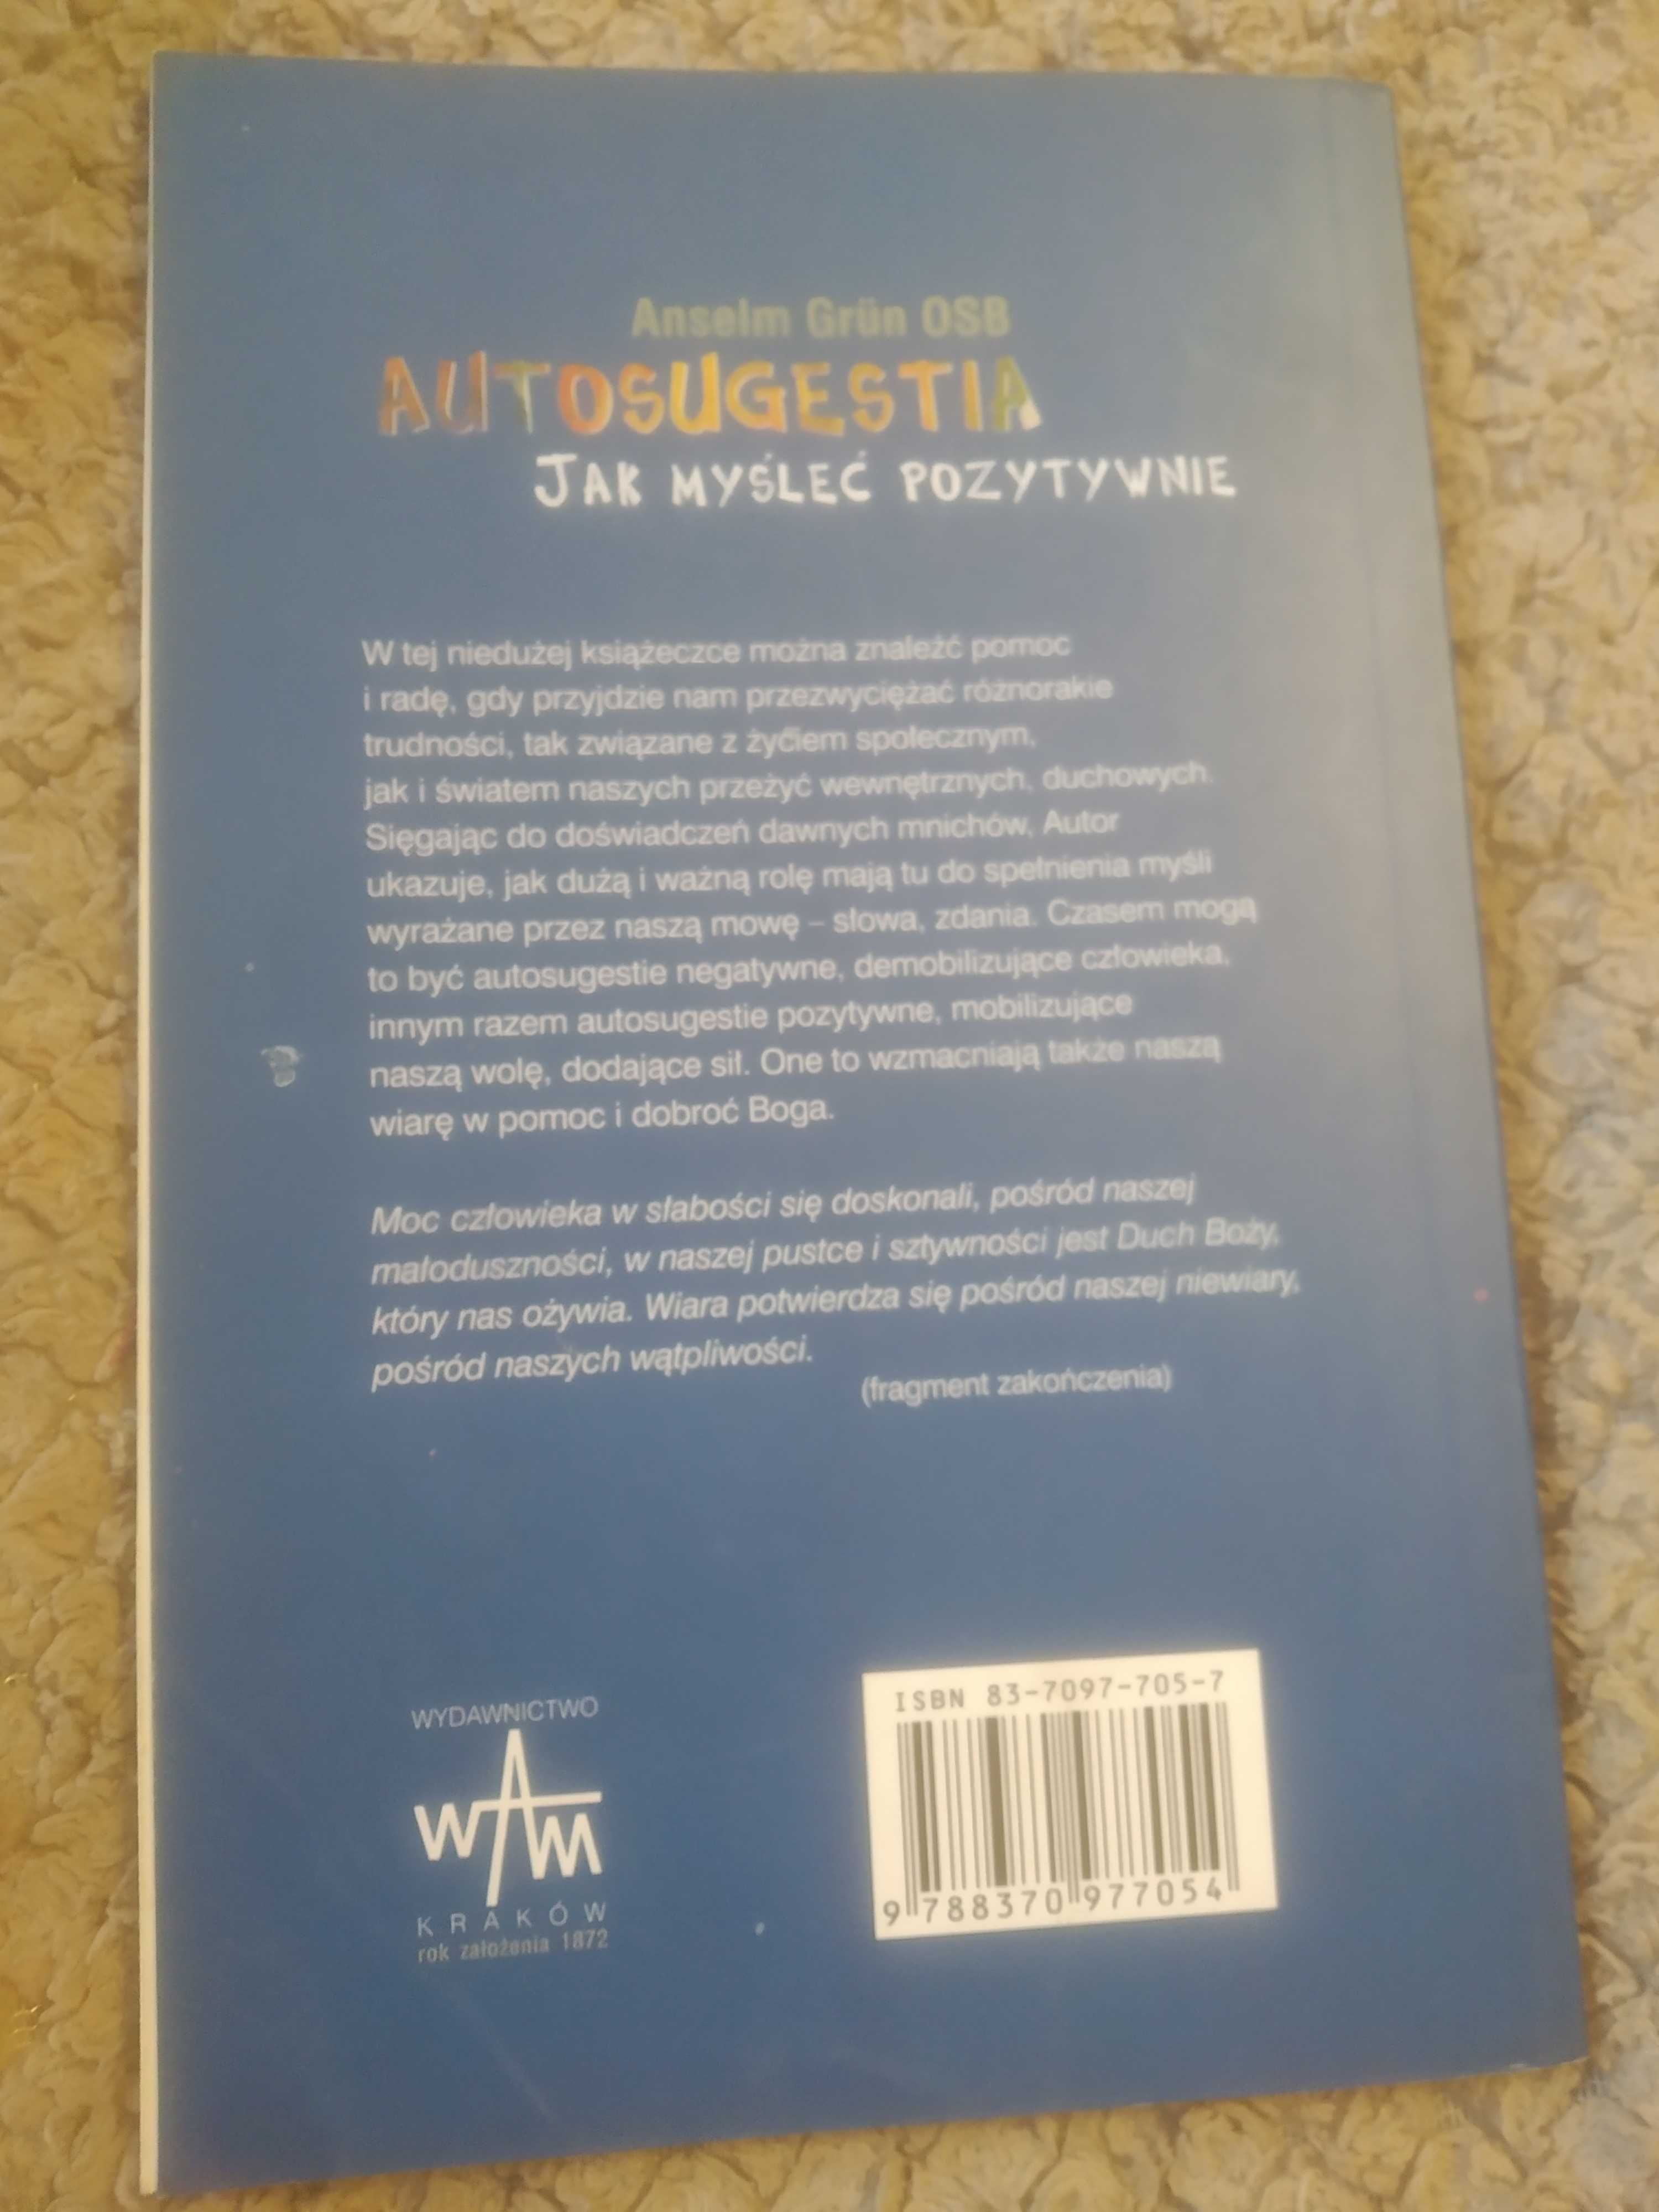 Anselm Grün OSB
AUTOSUGESTIA
JAK MYŚLEĆ POZYTYWNIE
W tej niedużej książeczce można znaleźć pomoc
i radę, gdy przyjdzie nam przezwyciężać różnorakie
trudności, tak związane z życiem społecznym,
jak i światem naszych przeżyć wewnętrznych, duchowych.
Sięgając do doświadczeń dawnych mnichów, Autor
ukazuje, jak dużą i ważną rolę mają tu do spełnienia myśli
wyrażane przez naszą mowę – słowa, zdania. Czasem mogą
to być autosugestie negatywne, demobilizujące człowieka,
innym razem autosugestie pozytywne, mobilizujące
naszą wolę, dodające sił. One to wzmacniają także naszą
wiarę w pomoc i dobroć Boga.
Moc człowieka w słabości się doskonali, pośród naszej
małoduszności, w naszej pustce i sztywności jest Duch Boży,
który nas ożywia. Wiara potwierdza się pośród naszej niewiary,
pośród naszych wątpliwości.
(fragment zakończenia)
WYDAWNICTWO
WAM
KRAKÓW
rok założenia 1872
ISBN 83-7097-705-7
9 788370 977054